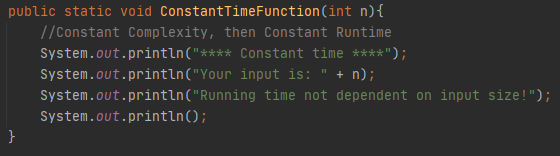 public static void ConstantTimeFunction(int n){
//Constant Complexity, then Constant Runtime
System.out.println("**** Constant time ****");
System.out.println("Your input is: " + n);
System.out.println("Running time not dependent on input size!");
System.out.println();
}